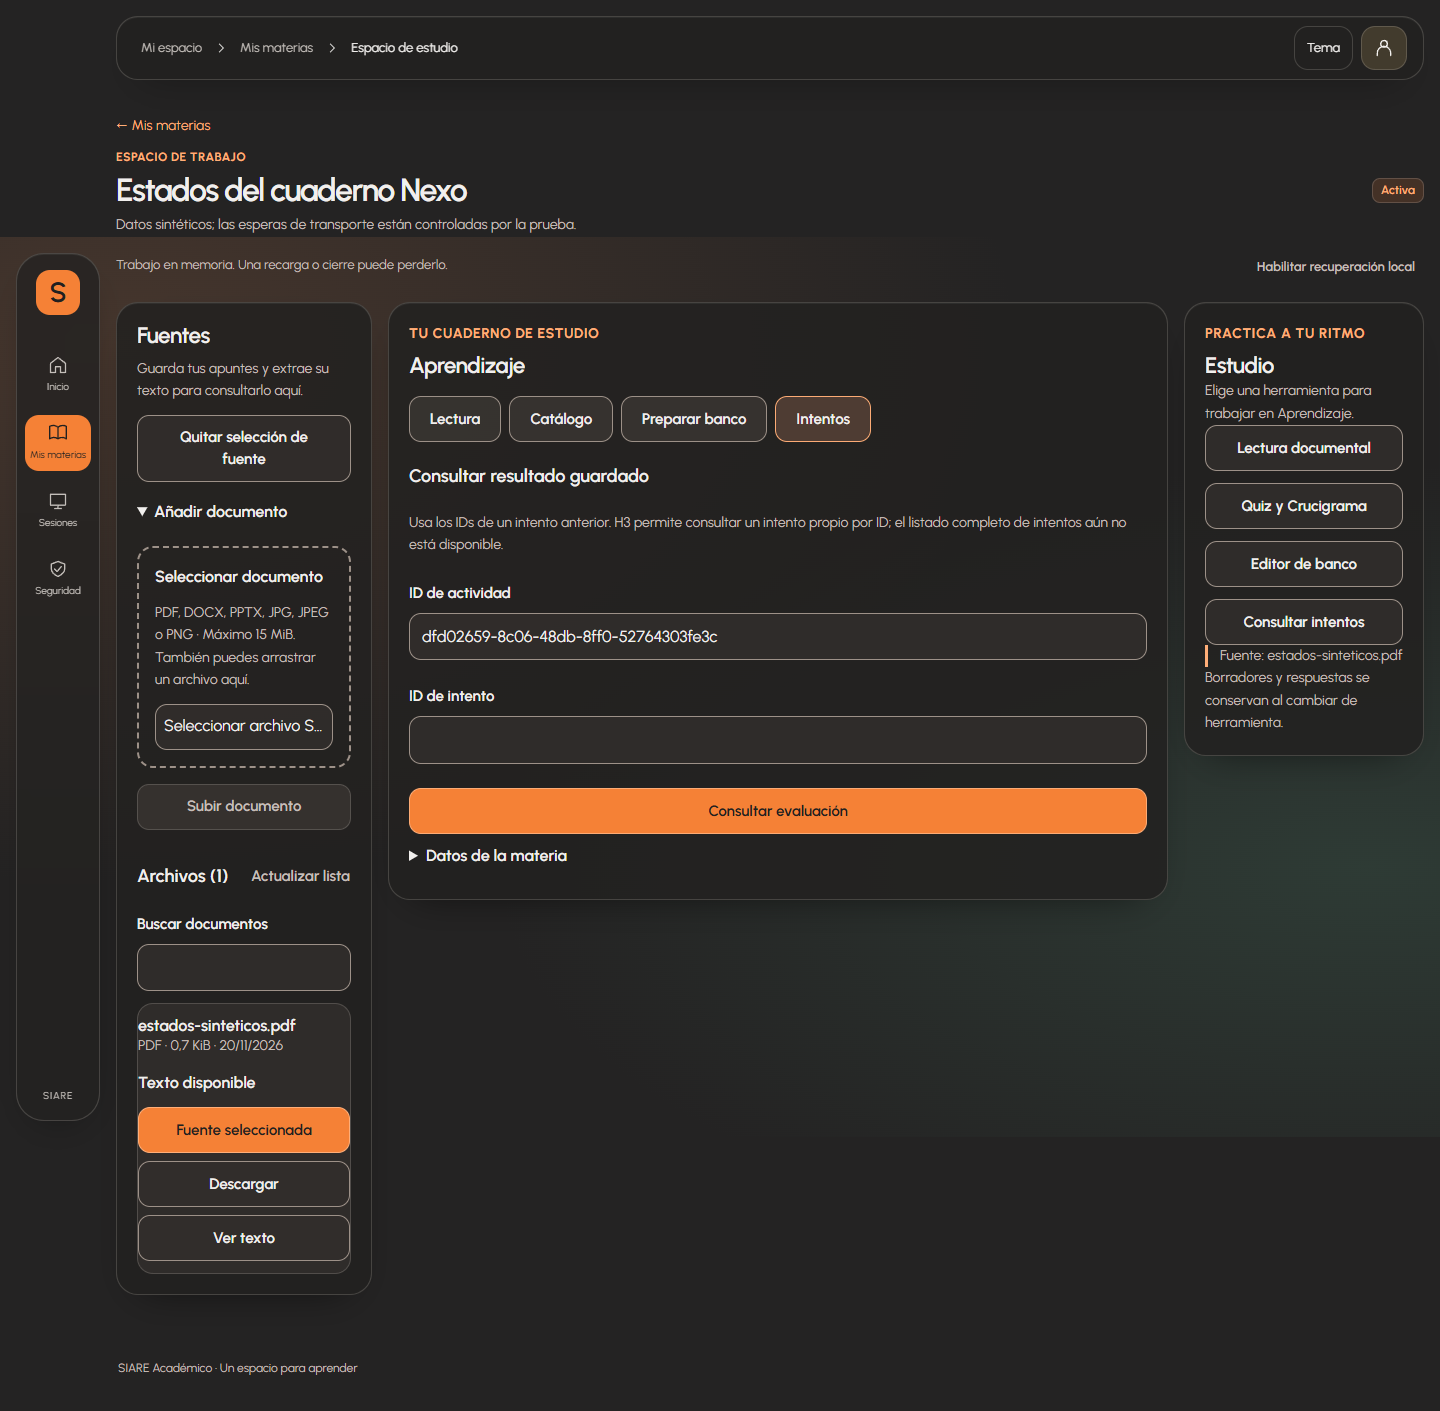 Mi espacio > Mis materias > Espacio de estudio
Tema
← Mis materias
ESPACIO DE TRABAJO
Estados del cuaderno Nexo
Activa
Datos sintéticos; las esperas de transporte están controladas por la prueba.
Trabajo en memoria. Una recarga o cierre puede perderlo.
Habilitar recuperación local
S
Inicio
Mis materias
Sesiones
Seguridad
SIARE
Fuentes
Guarda tus apuntes y extrae su
texto para consultarlo aquí.
Quitar selección de
fuente
▼ Añadir documento
Seleccionar documento
PDF, DOCX, PPTX, JPG, JPEG
o PNG · Máximo 15 MiB.
También puedes arrastrar
un archivo aquí.
Seleccionar archivo S...
Subir documento
Archivos (1)
Actualizar lista
Buscar documentos
estados-sinteticos.pdf
PDF · 0,7 KiB · 20/11/2026
Texto disponible
Fuente seleccionada
Descargar
Ver texto
TU CUADERNO DE ESTUDIO
Aprendizaje
Lectura
Catálogo
Preparar banco
Intentos
Consultar resultado guardado
Usa los IDs de un intento anterior. H3 permite consultar un intento propio por ID; el listado completo de intentos aún no
está disponible.
ID de actividad
dfd02659-8c06-48db-8ff0-52764303fe3c
ID de intento
Consultar evaluación
▶ Datos de la materia
PRACTICA A TU RITMO
Estudio
Elige una herramienta para
trabajar en Aprendizaje.
Lectura documental
Quiz y Crucigrama
Editor de banco
Consultar intentos
Fuente: estados-sinteticos.pdf
Borradores y respuestas se
conservan al cambiar de
herramienta.
SIARE Académico · Un espacio para aprender